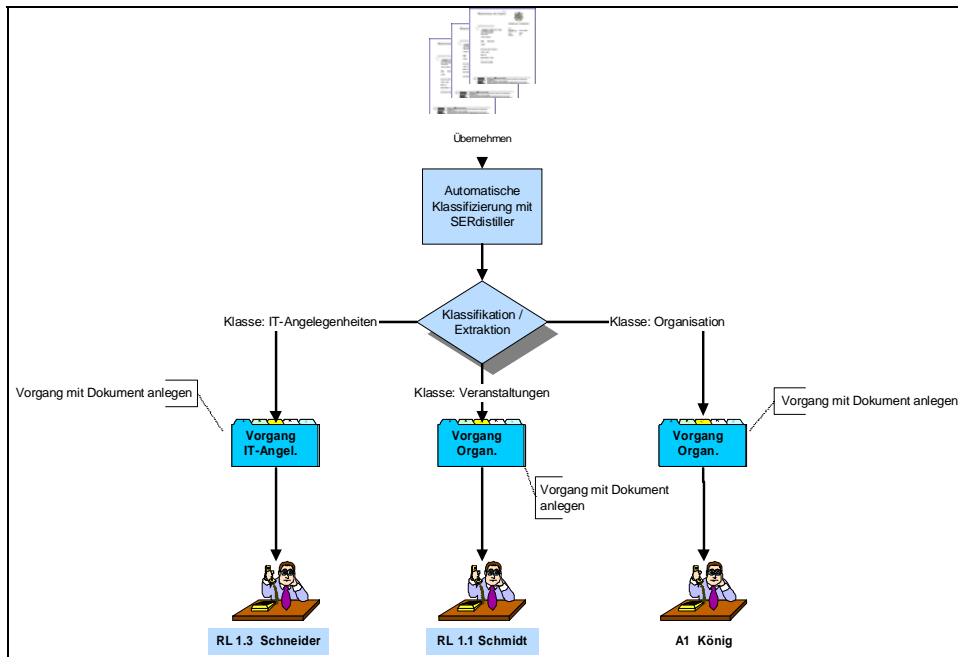 Übernehmen
Automatische
Klassifizierung mit
SERdistiller
Klassifikation /
Extraktion
Klasse: IT-Angelegenheiten
Klasse: Organisation
Klasse: Veranstaltungen
Vorgang mit Dokument anlegen
Vorgang mit Dokument anlegen
Vorgang
IT-Angel.
Vorgang
Organ.
Vorgang
Organ.
Vorgang mit Dokument
anlegen
RL 1.3 Schneider
RL 1.1 Schmidt
A1 König